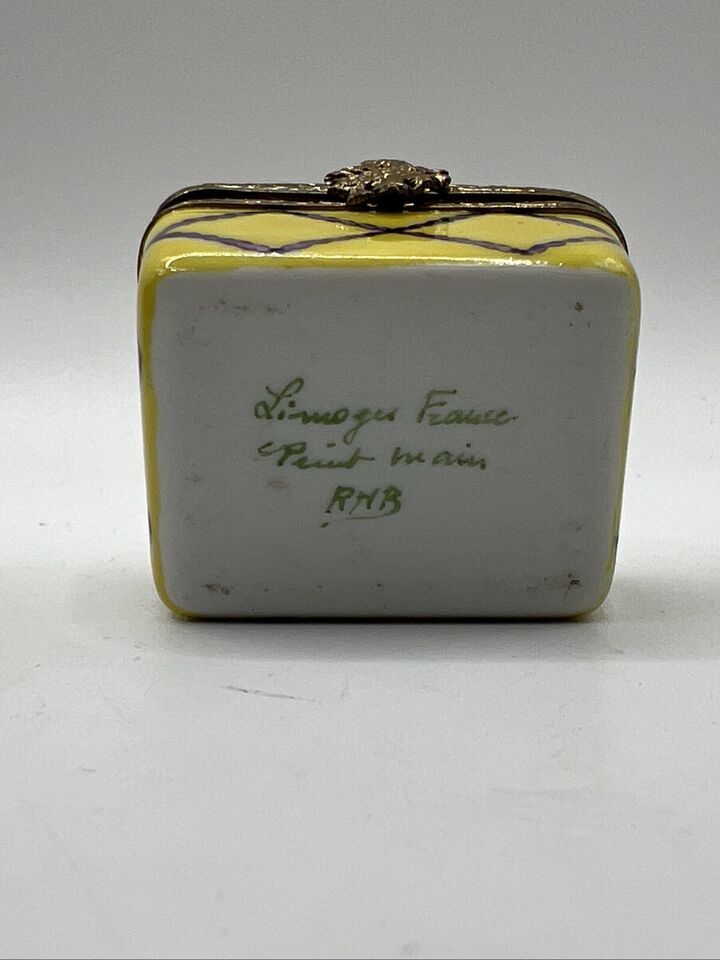 Limoges France
Peint main
RHB